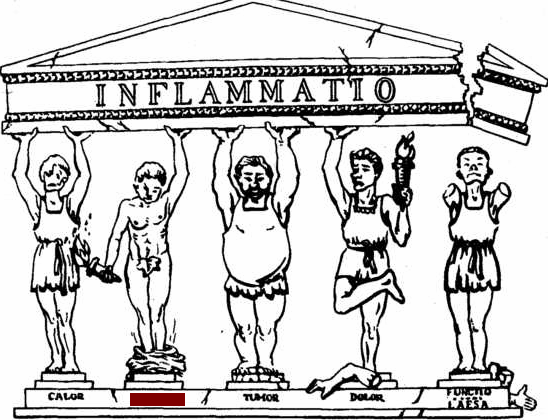 INFLAMMATIO
CALOR
TUMOR
DOLOR
FUNCTIO
LAESA